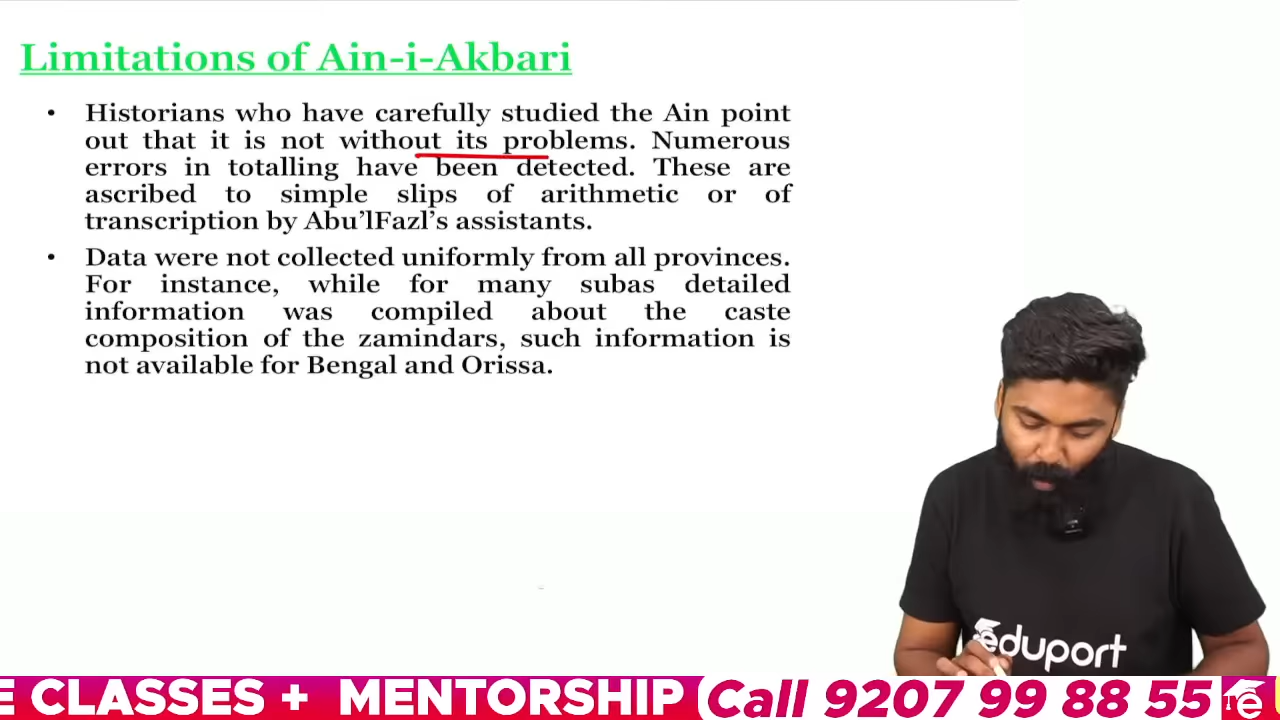 Limitations of Ain-i-Akbari
• Historians who have carefully studied the Ain point
out that it is not without its problems. Numerous
errors in totalling have been detected. These are
ascribed to simple slips of arithmetic or of
transcription by Abu’lFazl’s assistants.
• Data were not collected uniformly from all provinces.
For instance, while for many subas detailed
information was compiled about the caste
composition of the zamindars, such information is
not available for Bengal and Orissa.
eduport
E CLASSES + MENTORSHIP Call 9207 99 88 55 e